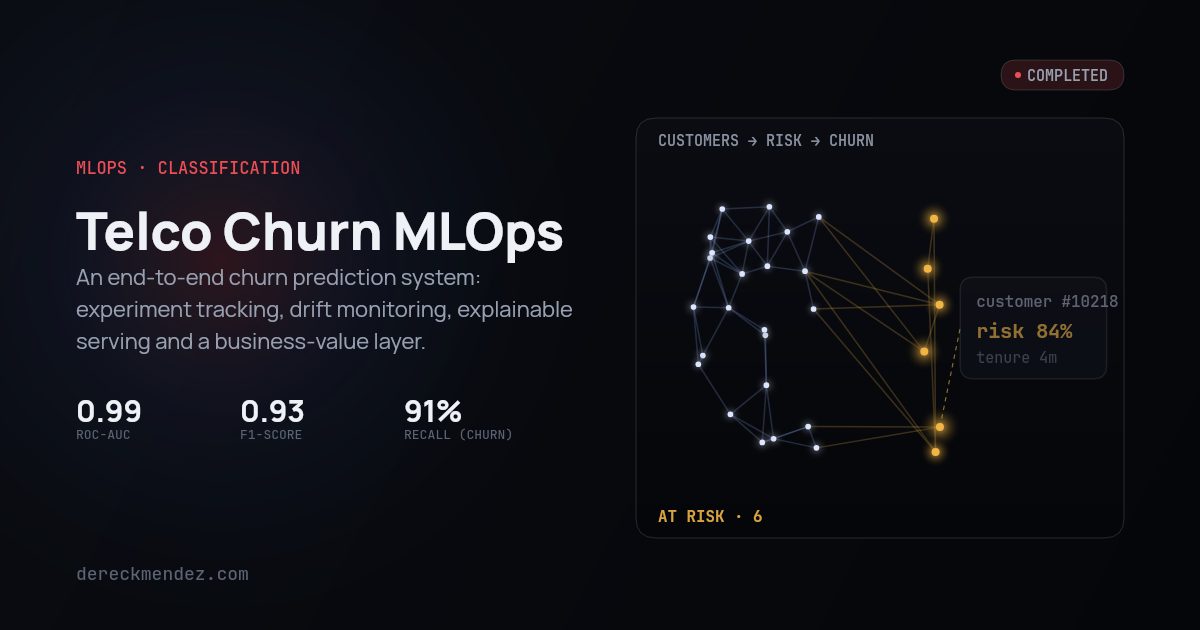 COMPLETED
MLOPS · CLASSIFICATION
Telco Churn MLOps
An end-to-end churn prediction system:
experiment tracking, drift monitoring, explainable
serving and a business-value layer.
0.99
ROC-AUC
0.93
F1-SCORE
91%
RECALL (CHURN)
dereckmendez.com
CUSTOMERS → RISK → CHURN
customer #10218
risk 84%
tenure 4m
AT RISK · 6